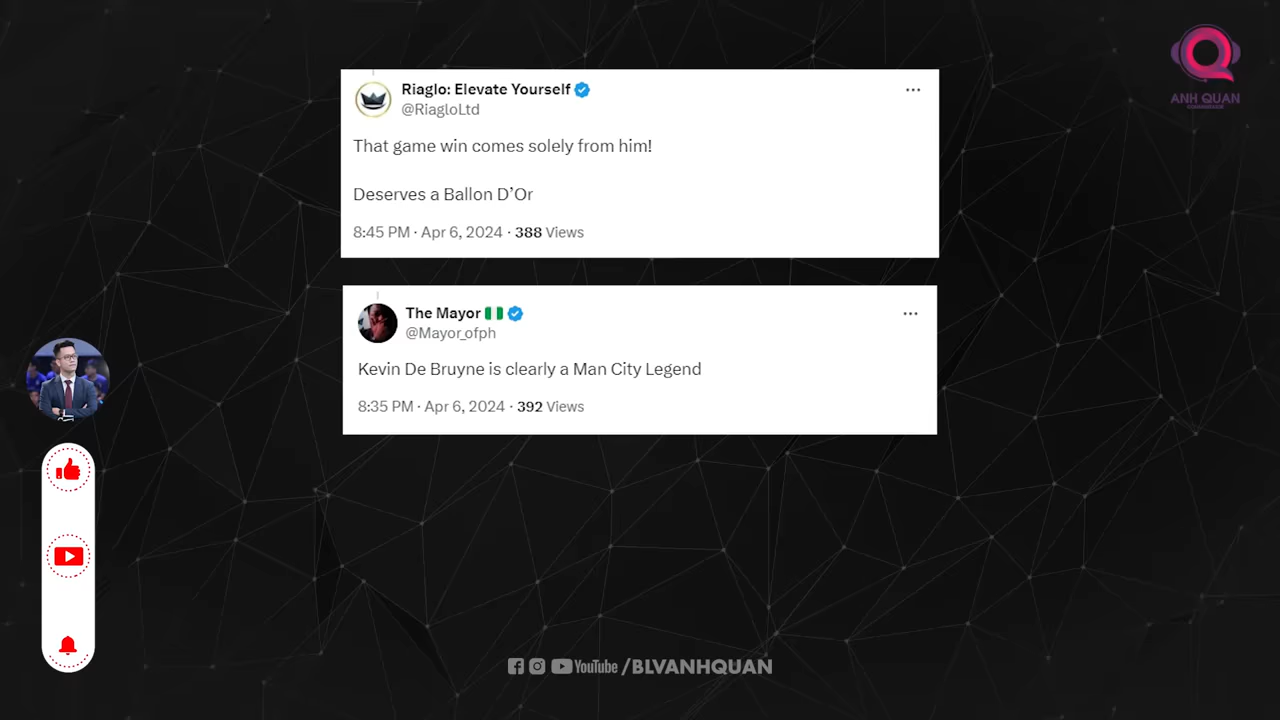 ANH QUAN
Riaglo: Elevate Yourself
@RiagloLtd
That game win comes solely from him!
Deserves a Ballon D’Or
8:45 PM · Apr 6, 2024 · 388 Views
The Mayor
@Mayor_ofph
Kevin De Bruyne is clearly a Man City Legend
8:35 PM · Apr 6, 2024 · 392 Views
YouTube /BLVANHQUAN